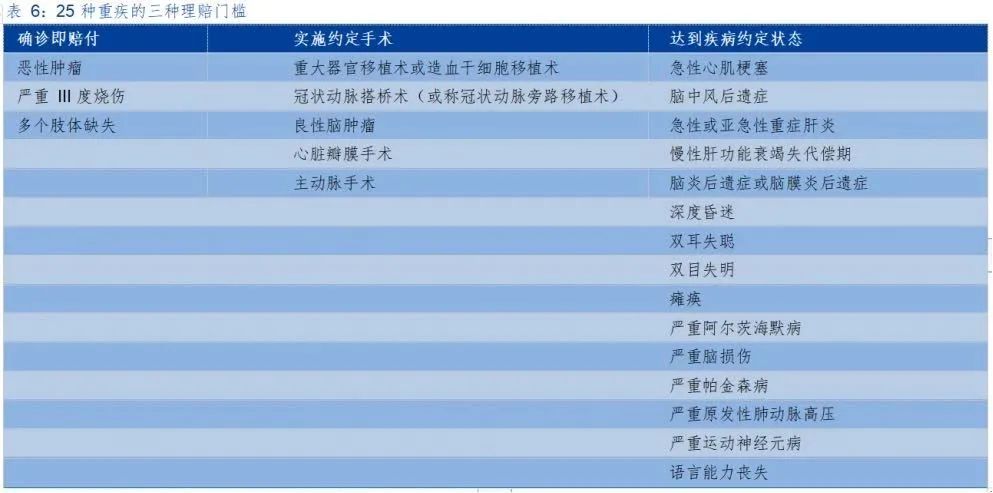 表 6：25 种重疾的三种理赔门槛
确诊即赔付 实施约定手术 达到疾病约定状态
恶性肿瘤 重大器官移植术或造血干细胞移植术 急性心肌梗塞
严重 III 度烧伤 冠状动脉搭桥术（或称冠状动脉旁路移植术） 脑中风后遗症
多个肢体缺失 良性脑肿瘤 急性或亚急性重症肝炎
心脏瓣膜手术 慢性肝功能衰竭失代偿期
主动脉手术 脑炎后遗症或脑膜炎后遗症
深度昏迷
双耳失聪
双目失明
瘫痪
严重阿尔茨海默病
严重脑损伤
严重帕金森病
严重原发性肺动脉高压
严重运动神经元病
语言能力丧失